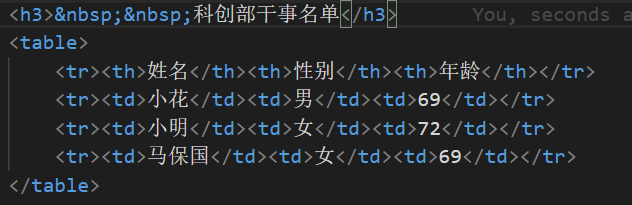 <h3>&nbsp;&nbsp;科创部干事名单</h3> You, seconds a
<table>
<tr><th>姓名</th><th>性别</th><th>年龄</th></tr>
<tr><td>小花</td><td>男</td><td>69</td></tr>
<tr><td>小明</td><td>女</td><td>72</td></tr>
<tr><td>马保国</td><td>女</td><td>69</td></tr>
</table>